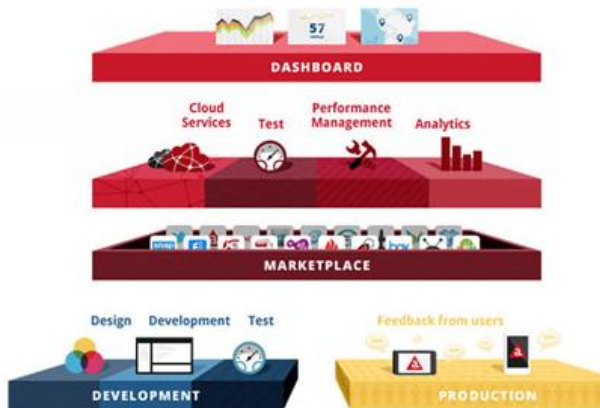 57
DASHBOARD
Cloud
Services
Test
Performance
Management
Analytics
MARKETPLACE
Design
Development
Test
Feedback from users
DEVELOPMENT
PRODUCTION